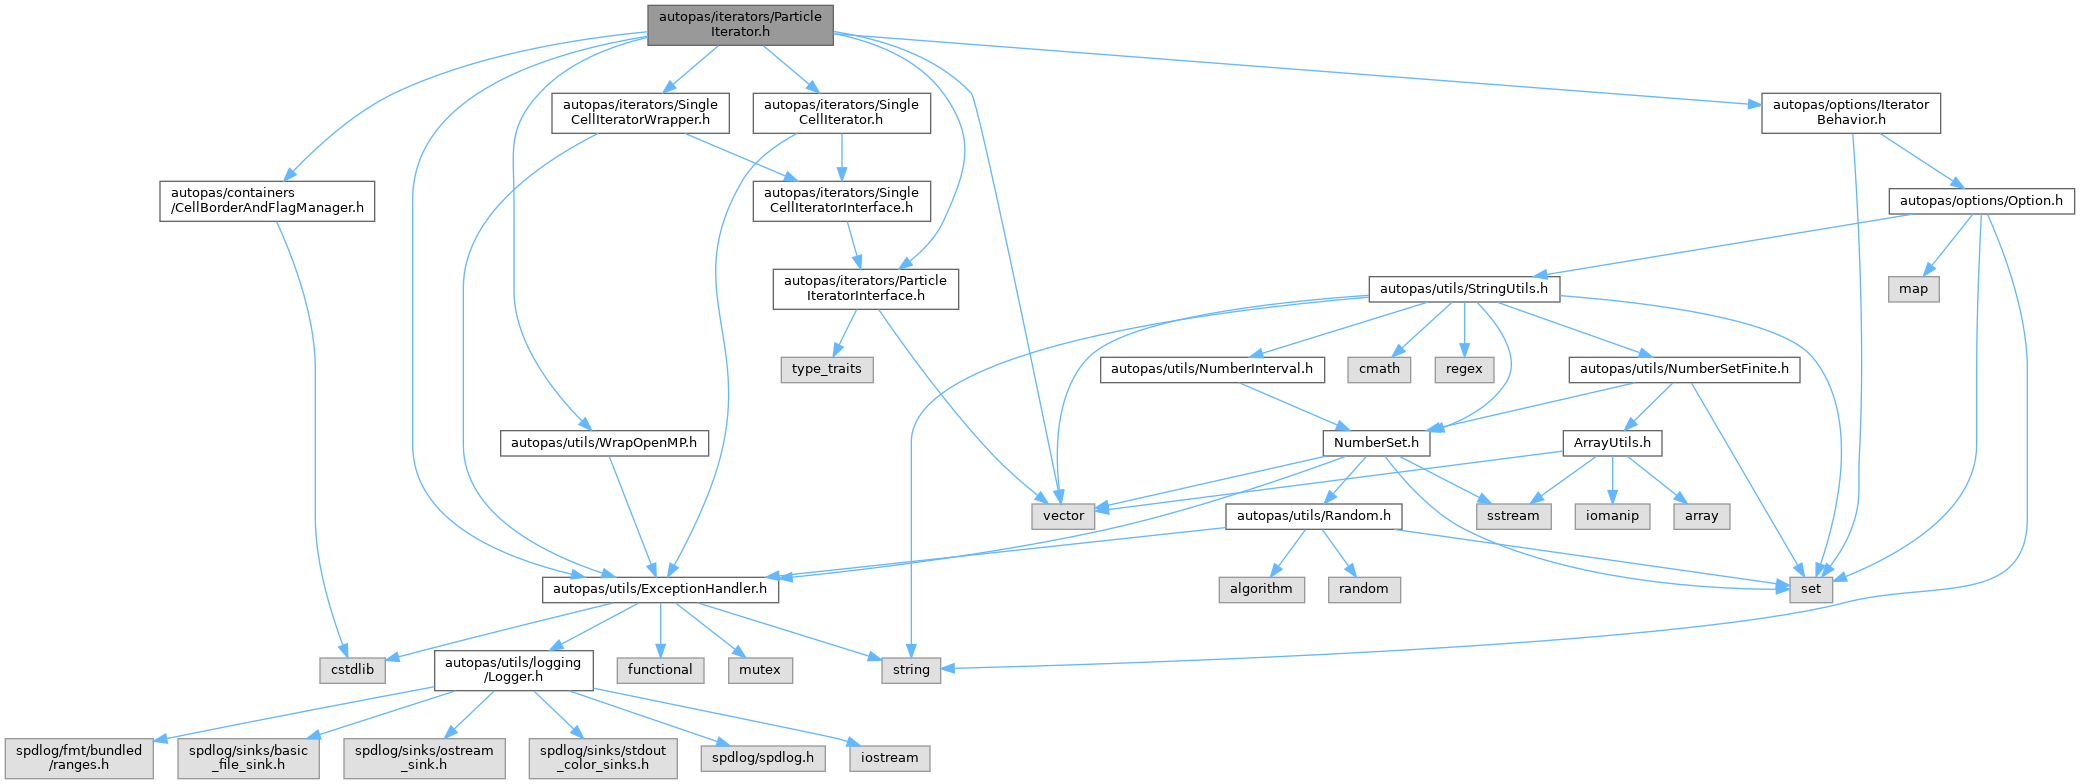 autopas/iterators/Particle
Iterator.h
autopas/iterators/Single
CellIteratorWrapper.h
autopas/iterators/Single
CellIterator.h
autopas/options/Iterator
Behavior.h
autopas/containers
/CellBorderAndFlagManager.h
autopas/iterators/Single
CellIteratorInterface.h
autopas/options/Option.h
autopas/iterators/Particle
IteratorInterface.h
autopas/utils/StringUtils.h
map
type_traits
autopas/utils/NumberInterval.h
cmath
regex
autopas/utils/NumberSetFinite.h
autopas/utils/WrapOpenMP.h
NumberSet.h
ArrayUtils.h
vector
autopas/utils/Random.h
sstream
iomanip
array
autopas/utils/ExceptionHandler.h
algorithm
random
set
cstdlib
autopas/utils/logging
/Logger.h
functional
mutex
string
spdlog/fmt/bundled
/ranges.h
spdlog/sinks/basic
_file_sink.h
spdlog/sinks/ostream
_sink.h
spdlog/sinks/stdout
_color_sinks.h
spdlog/spdlog.h
iostream